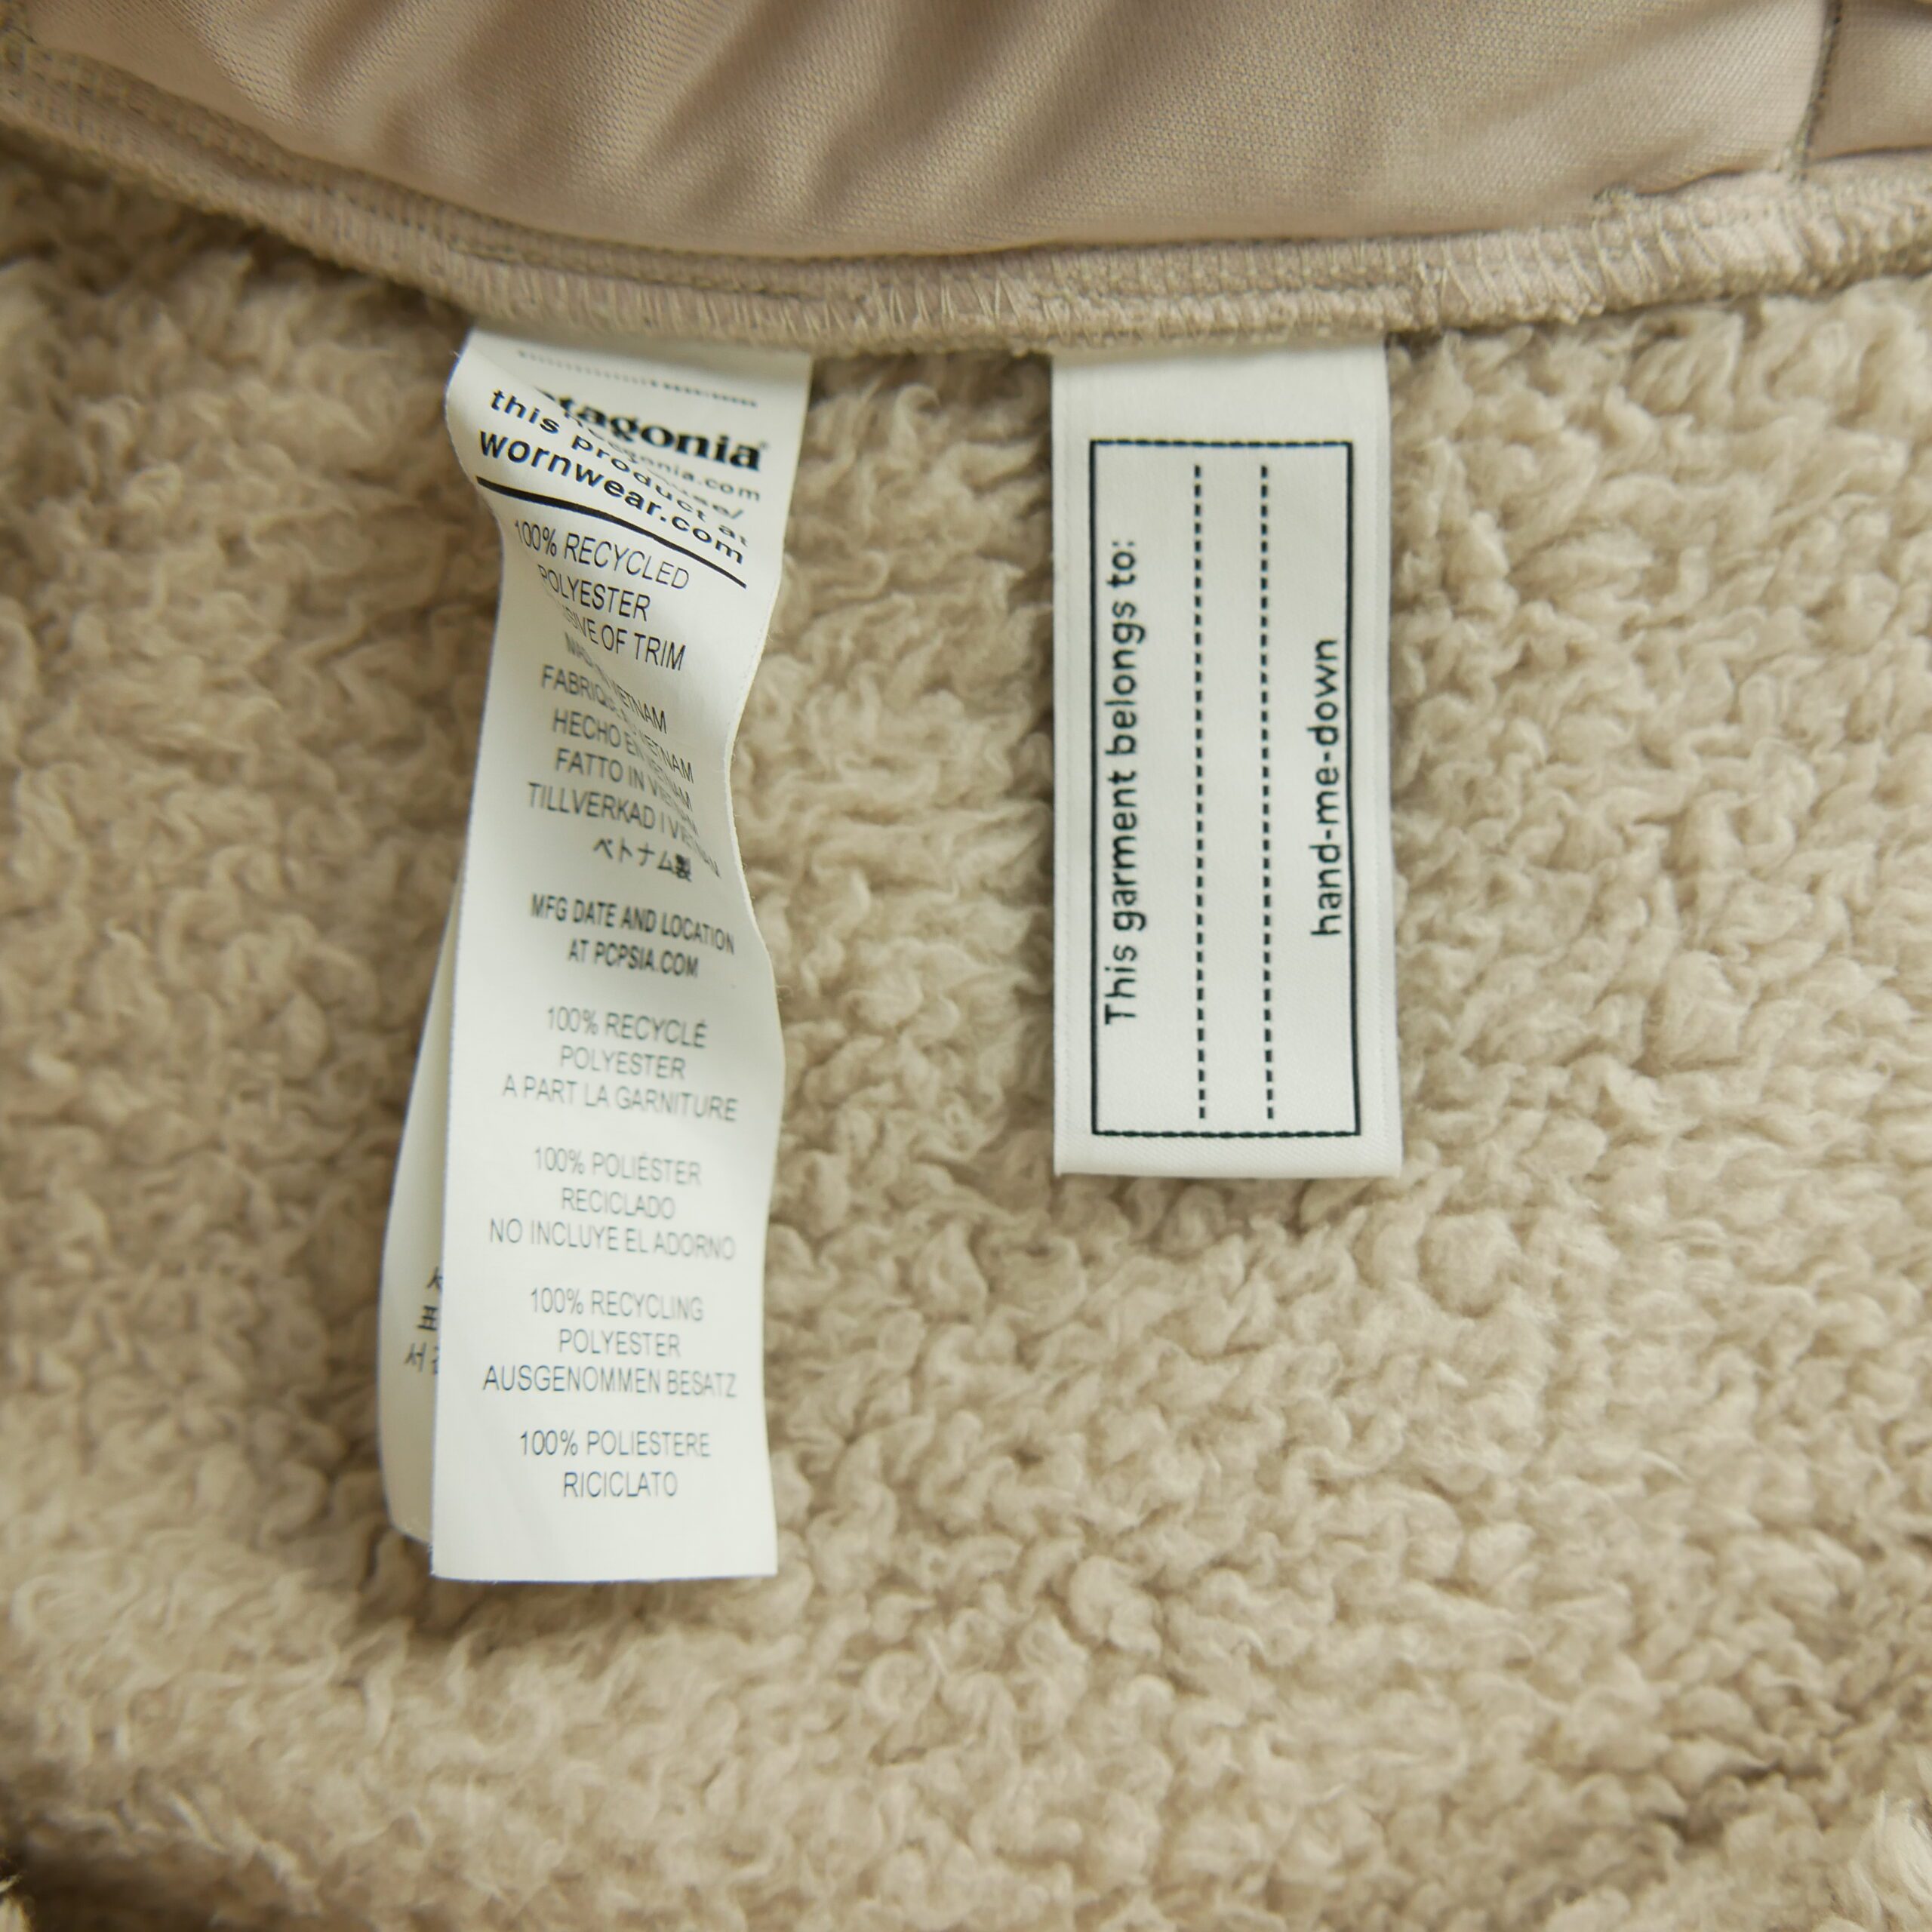 patagonia
this product at
wornwear.com
100% RECYCLED
POLYESTER
OF TRIM
FABRIQUÉ
HECHO EN VIETNAM
FATTO IN VIETNAM
TILLVERKAD I VIETNAM
ベトナム製
MFG DATE AND LOCATION
AT PCPSIA.COM
100% RECYCLÉ
POLYESTER
A PART LA GARNITURE
100% POLIÉSTER
RECICLADO
NO INCLUYE EL ADORNO
100% RECYCLING
POLYESTER
AUSGENOMMEN BESATZ
100% POLIESTERE
RICICLATO
This garment belongs to:
hand-me-down